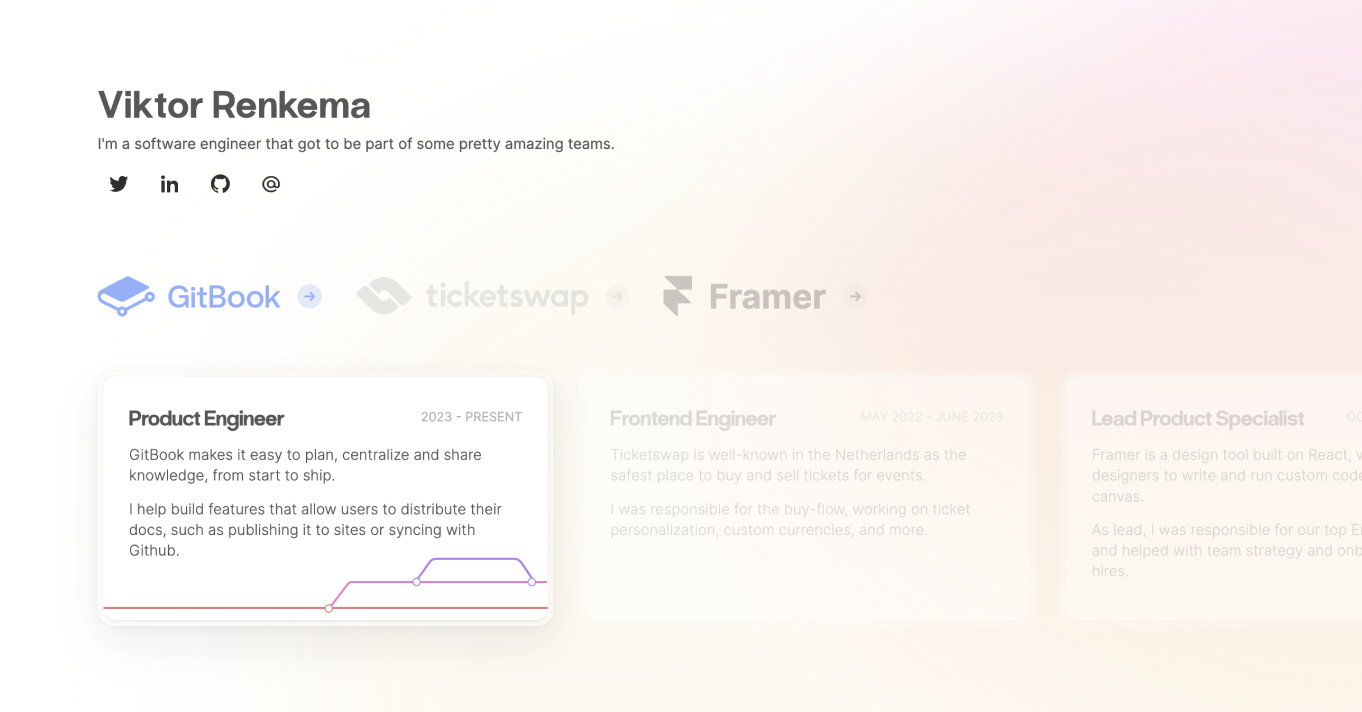 Viktor Renkema
I'm a software engineer that got to be part of some pretty amazing teams.
GitBook
ticketswap
Framer
Product Engineer
2023 - PRESENT
GitBook makes it easy to plan, centralize and share
knowledge, from start to ship.
I help build features that allow users to distribute their
docs, such as publishing it to sites or syncing with
Github.
Frontend Engineer
MAY 2022 - JUNE 2023
Ticketswap is well-known in the Netherlands as the
safest place to buy and sell tickets for events.
I was responsible for the buy-flow, working on ticket
personalization, custom currencies, and more.
Lead Product Specialist
Framer is a design tool built on React,
designers to write and run custom code
canvas.
As lead, I was responsible for our top
and helped with team strategy and
hires.